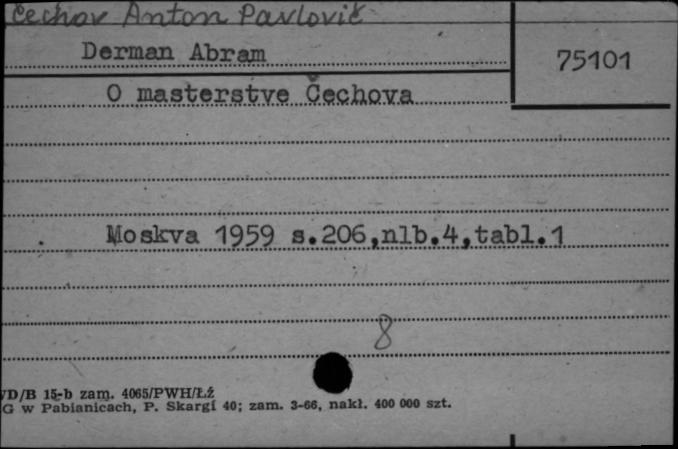 Čechov Anton Pavlovič
Derman Abram
75101
O masterstve Čechova
Moskva 1959 s.206,nlb.4,tabl.1
8
VD/B 15-b zam. 4065/PWH/Łź
G w Pabianicach, P. Skargi 40; zam. 3-66, nakł. 400 000 szt.